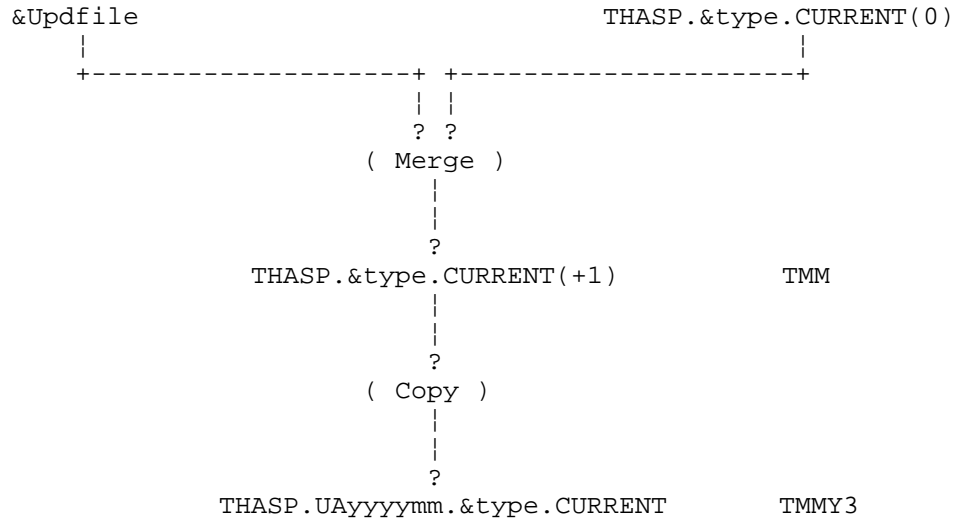 &Updfile THASP.&type.CURRENT(0)
¦ ¦
+---------------------+ +----------------------+
¦ ¦
? ?
( Merge )
¦
¦
?
THASP.&type.CURRENT(+1) TMM
¦
¦
?
( Copy )
¦
¦
?
THASP.UAyyyymm.&type.CURRENT TMMY3